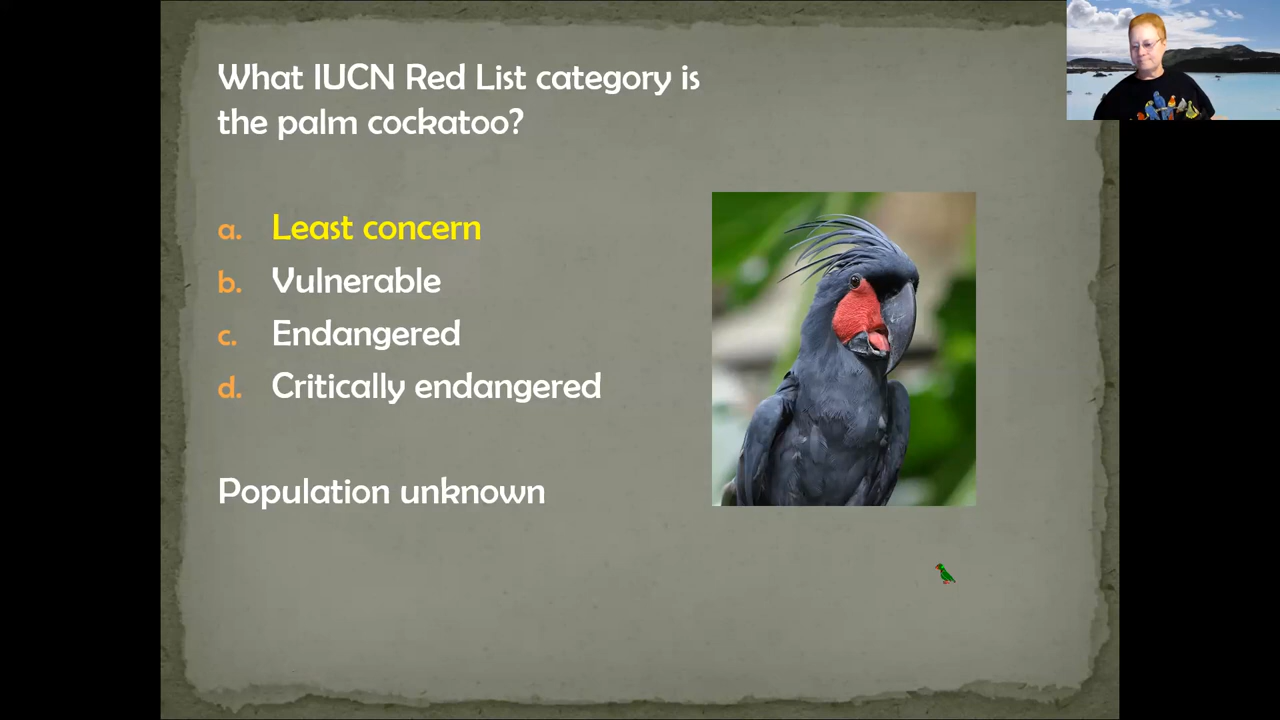 What IUCN Red List category is
the palm cockatoo?
a. Least concern
b. Vulnerable
c. Endangered
d. Critically endangered
Population unknown